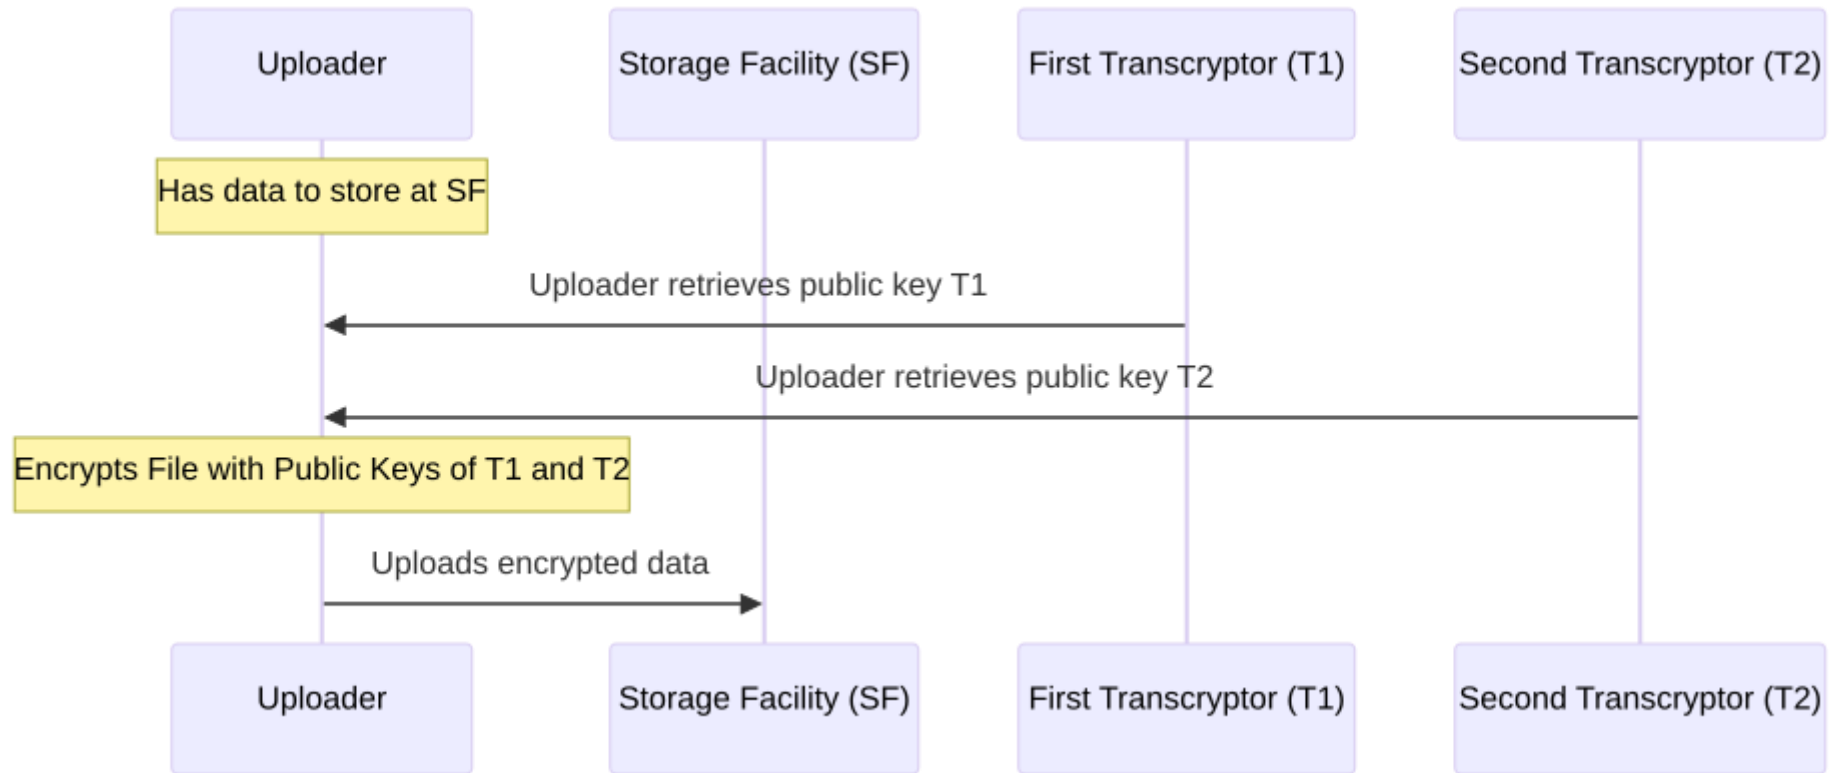 Uploader
Storage Facility (SF)
First Transcryptor (T1)
Second Transcryptor (T2)
Has data to store at SF
Uploader retrieves public key T1
Uploader retrieves public key T2
Encrypts File with Public Keys of T1 and T2
Uploads encrypted data
Uploader
Storage Facility (SF)
First Transcryptor (T1)
Second Transcryptor (T2)